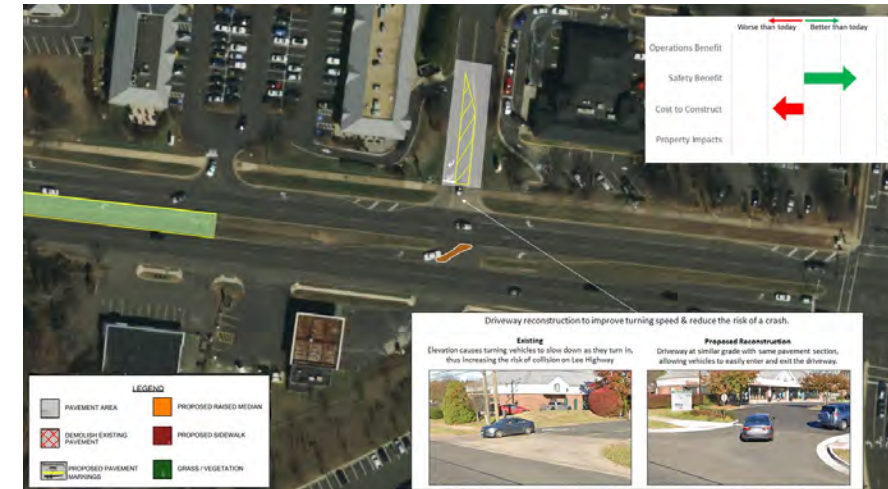 Worse than today
Better than today
Operations Benefit
Safety Benefit
Cost to Construct
Property Impacts
Driveway reconstruction to improve turning speed & reduce the risk of a crash.
Existing
Elevation causes turning vehicles to slow down as they turn in,
thus increasing the risk of collision on Lee Highway
Proposed Reconstruction
Driveway at similar grade with same pavement section,
allowing vehicles to easily enter and exit the driveway.
LEGEND
PAVEMENT AREA
PROPOSED RAISED MEDIAN
DEMOLISH EXISTING
PAVEMENT
PROPOSED SIDEWALK
PROPOSED PAVEMENT
MARKINGS
GRASS / VEGETATION